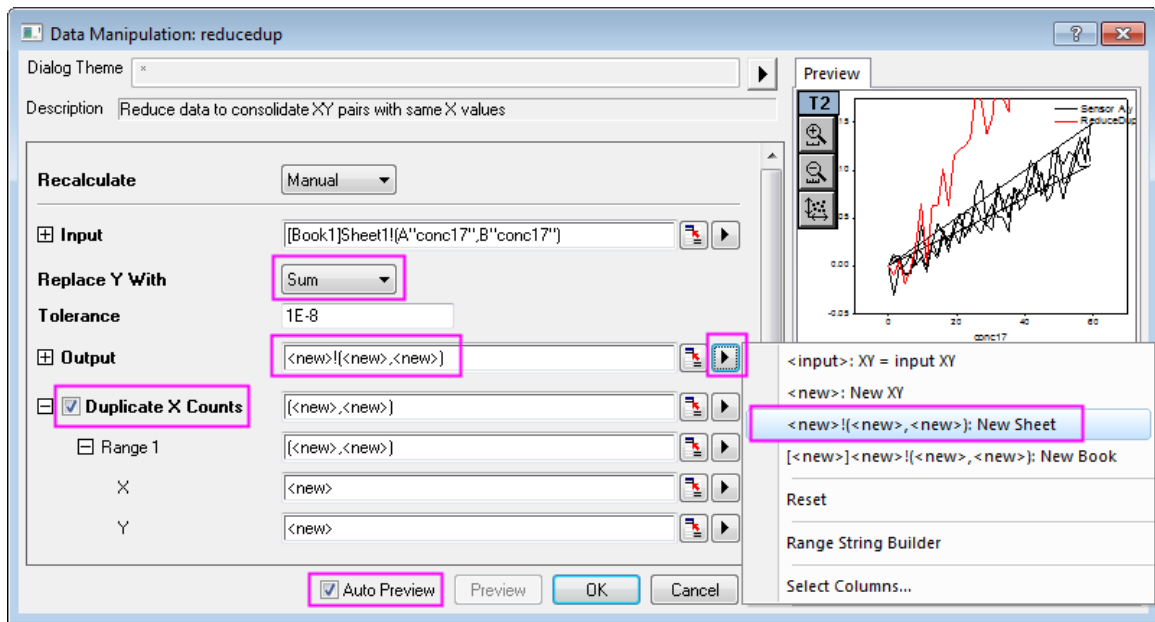 Data Manipulation: reducedup
Dialog Theme *
Description Reduce data to consolidate XY pairs with same X values
Recalculate Manual
Input [Book1]Sheet1!(A"conc17",B"conc17")
Replace Y With Sum
Tolerance 1E-8
Output <new>!(<new>,<new>)
Duplicate X Counts (<new>,<new>)
Range 1 (<new>,<new>)
X <new>
Y <new>
Auto Preview Preview OK Cancel
Preview
T2
Sensor A.y
ReduceDup
0.00
-0.05
0 20 40 60
conc17
<input>: XY = input XY
<new>: New XY
<new>!(<new>,<new>): New Sheet
[<new>]<new>!(<new>,<new>): New Book
Reset
Range String Builder
Select Columns...